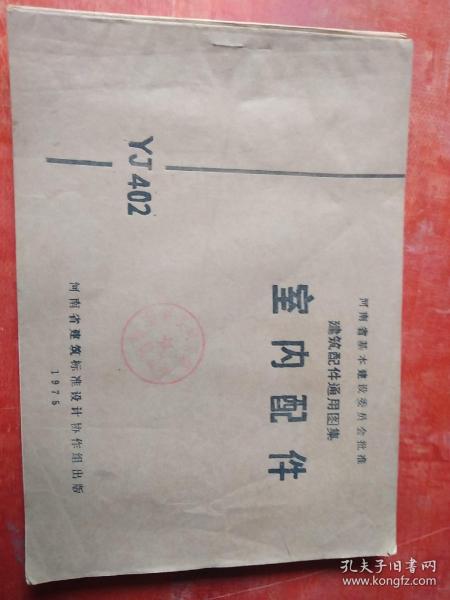 河南省基本建设委员会批准
建筑配件通用图集
室内配件
YJ402
河南省建筑标准设计协作组出版
1975
孔夫子旧书网
www.kongfz.com